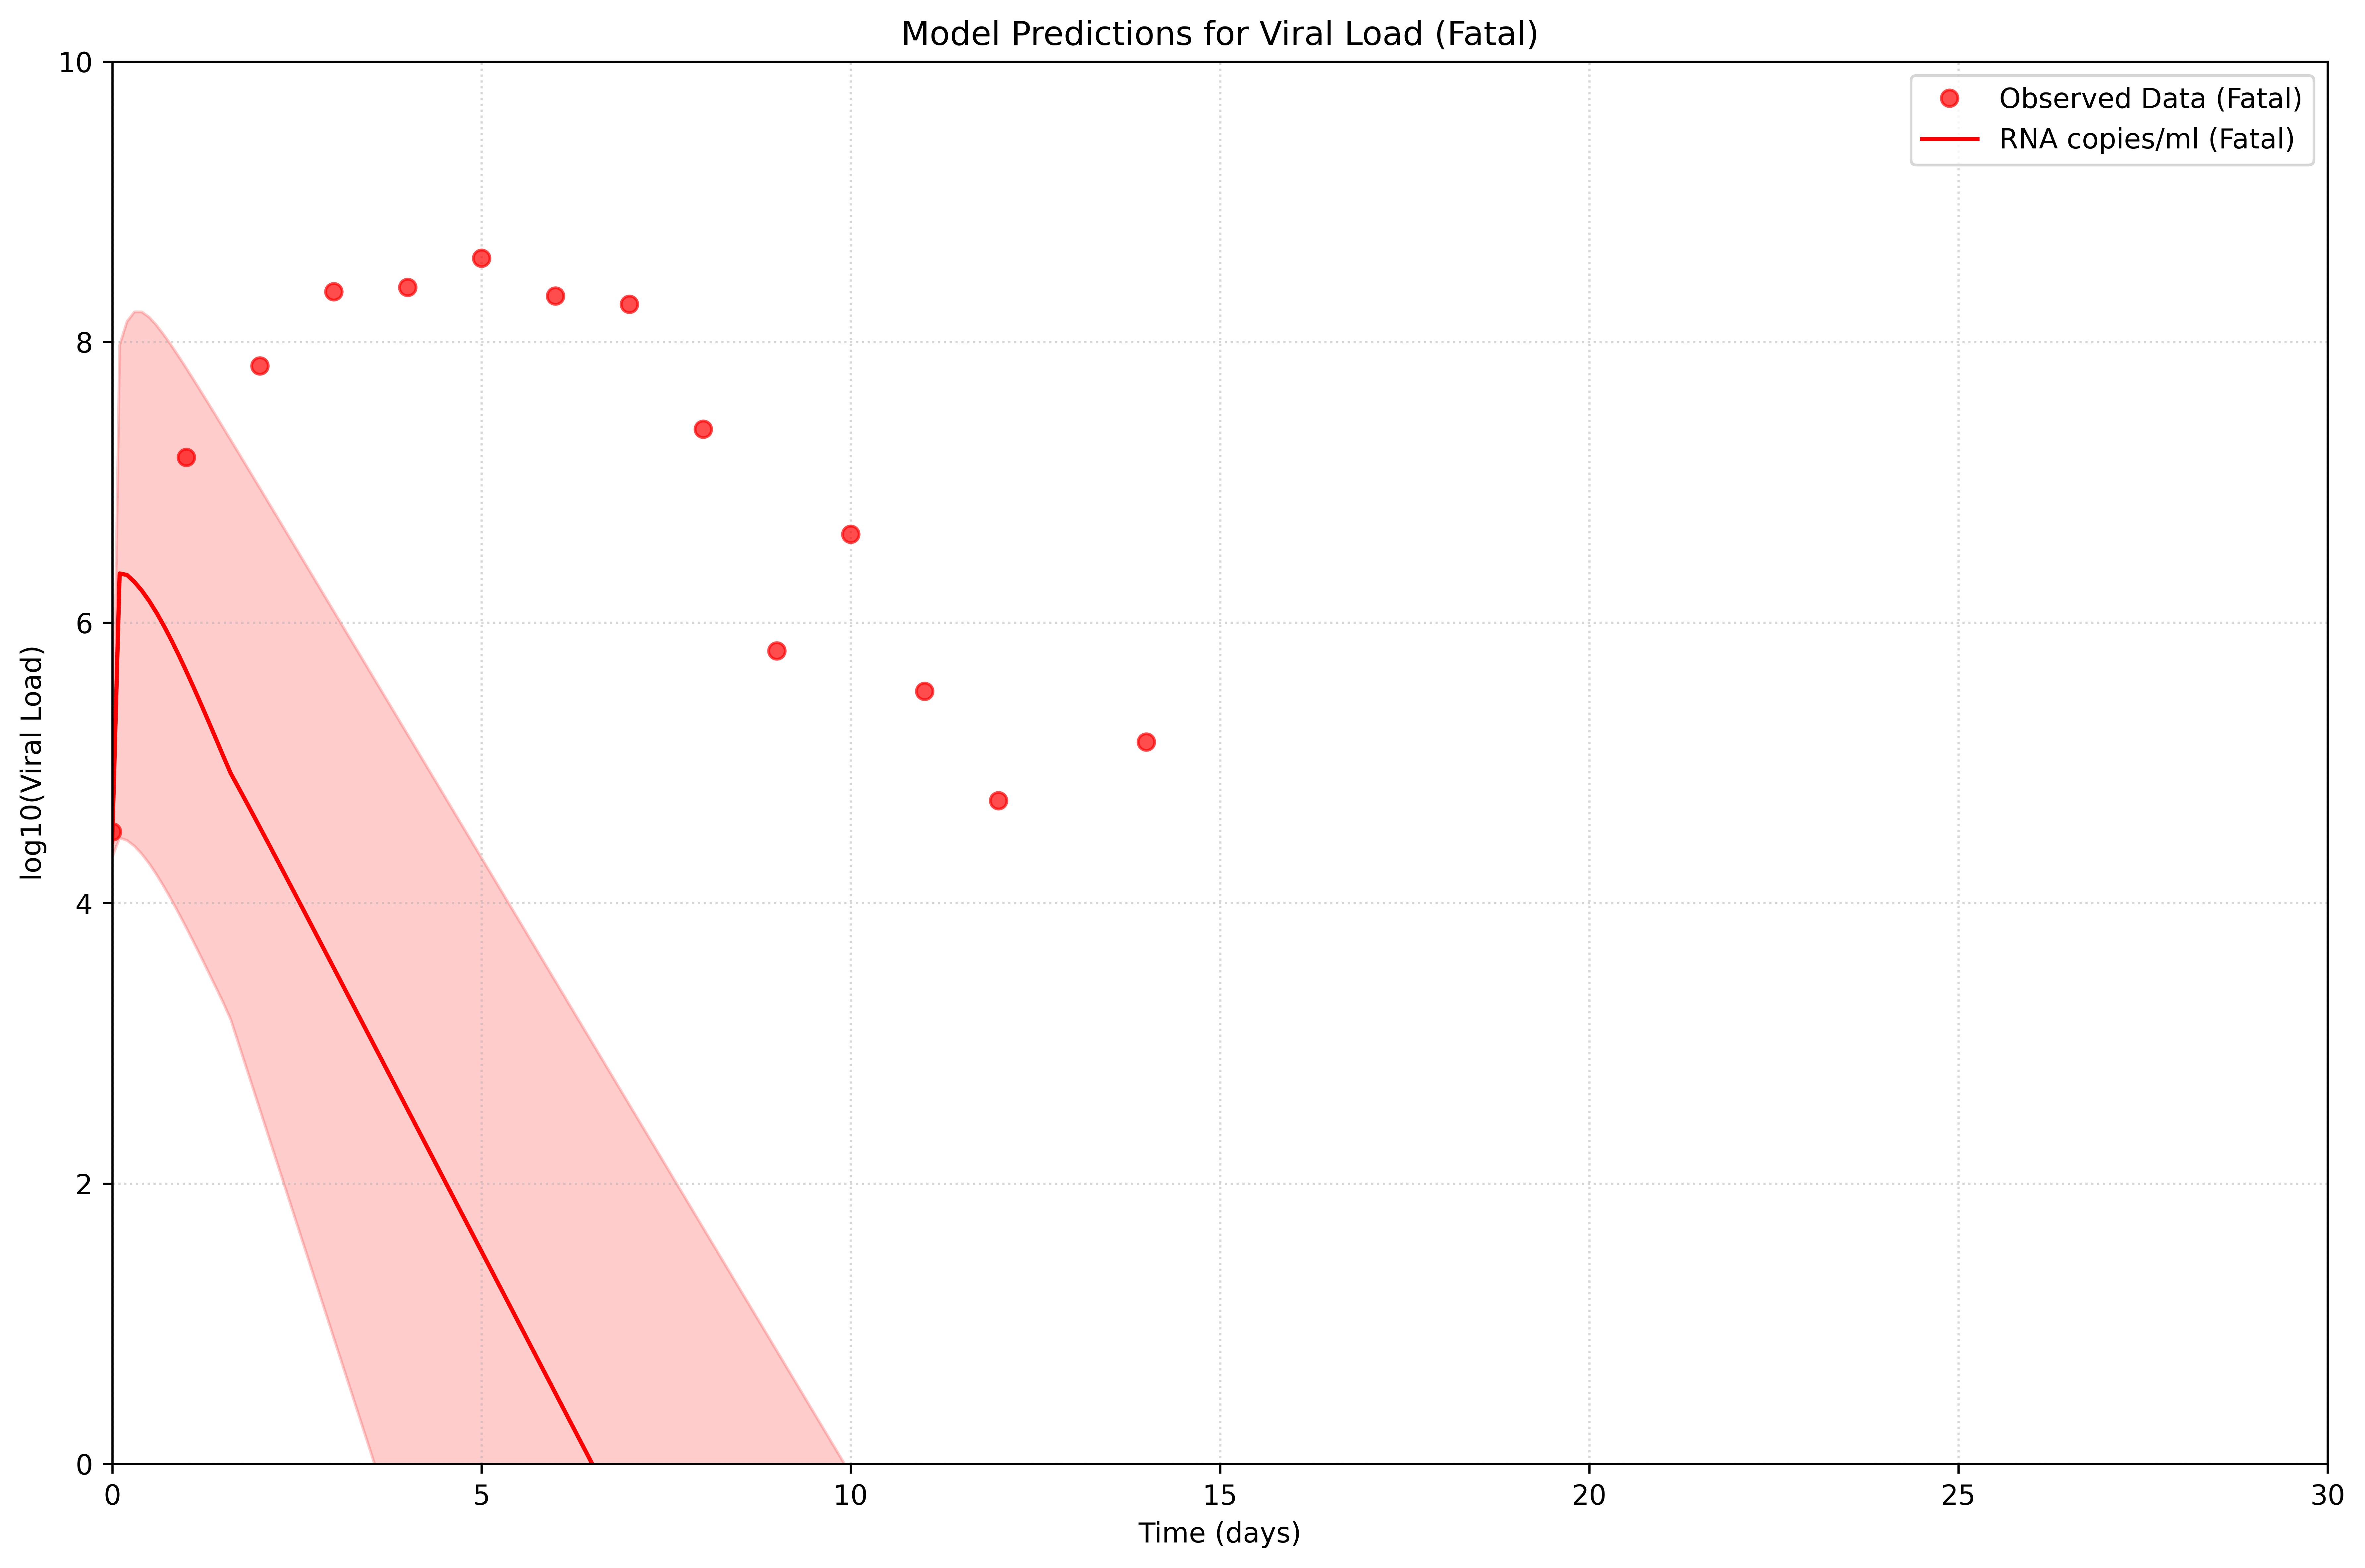 Model Predictions for Viral Load (Fatal)
10
8
6
4
2
0
log10(Viral Load)
Observed Data (Fatal)
RNA copies/ml (Fatal)
0 5 10 15 20 25 30
Time (days)